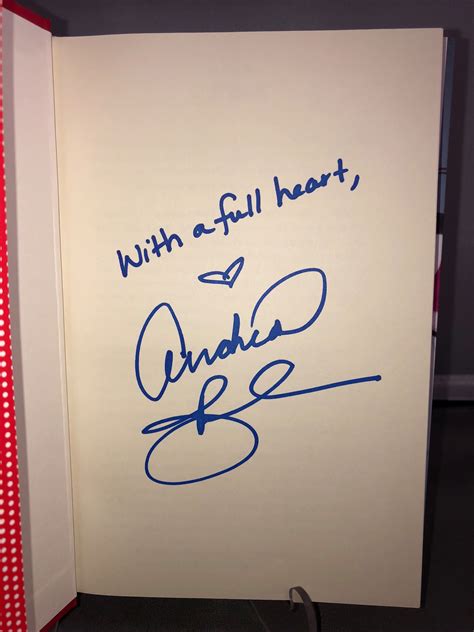 With a full heart,
Andrea